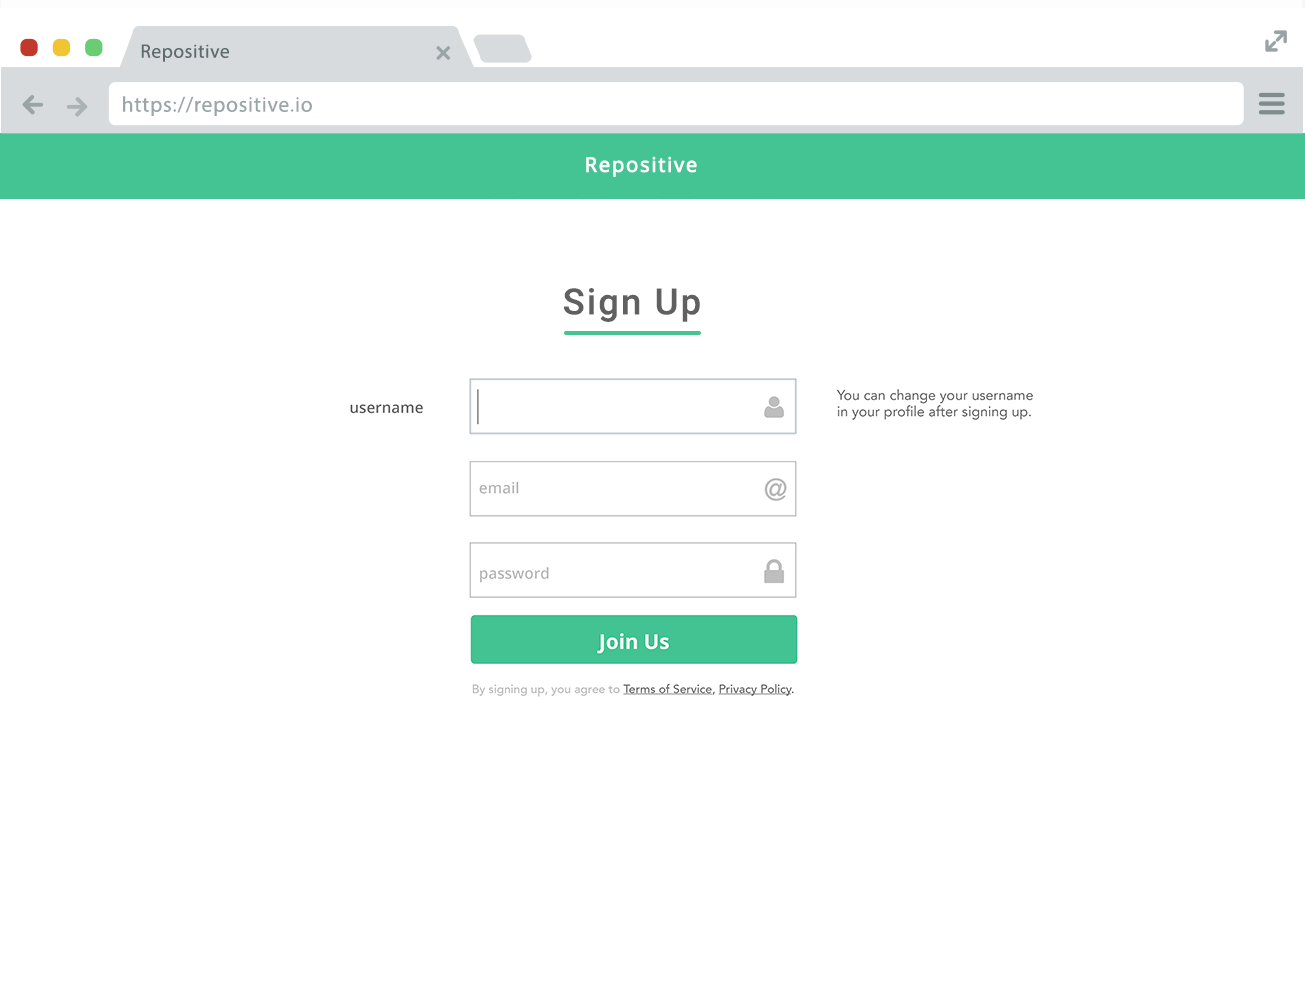 Repositive
https://repositive.io
Repositive
Sign Up
username
You can change your username
in your profile after signing up.
email
@
password
Join Us
By signing up, you agree to Terms of Service, Privacy Policy.